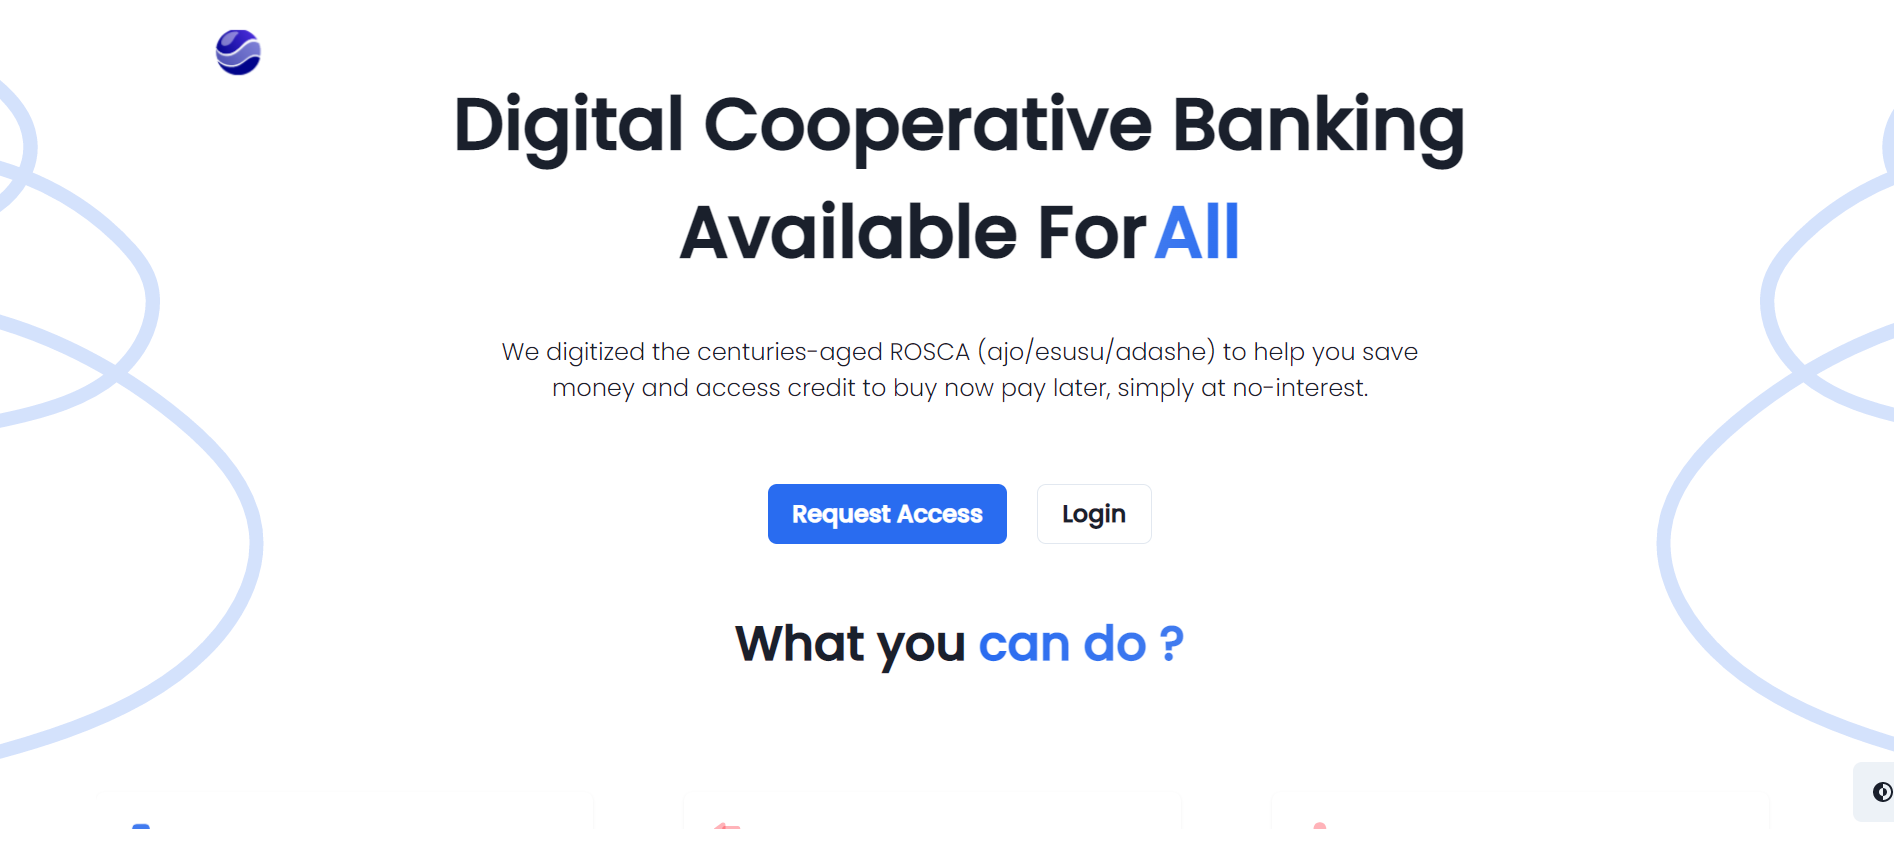 Digital Cooperative Banking
Available For All
We digitized the centuries-aged ROSCA (ajo/esusu/adashe) to help you save
money and access credit to buy now pay later, simply at no-interest.
Request Access
Login
What you can do ?